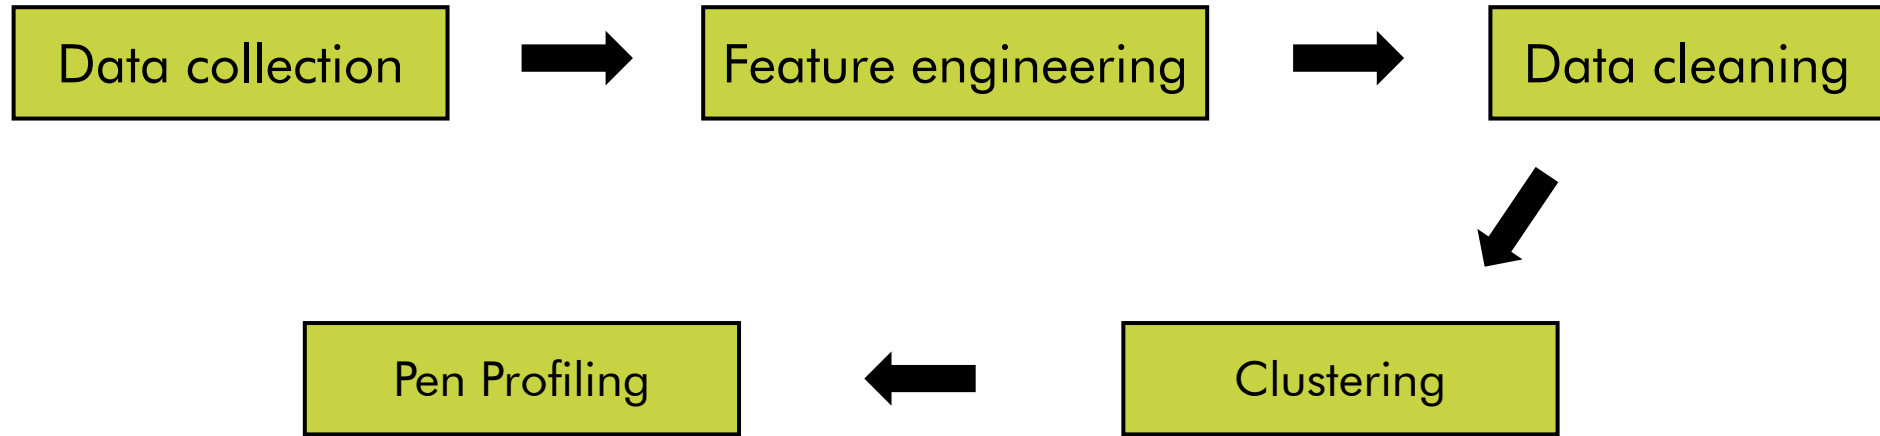 Data collection
Feature engineering
Data cleaning
Clustering
Pen Profiling